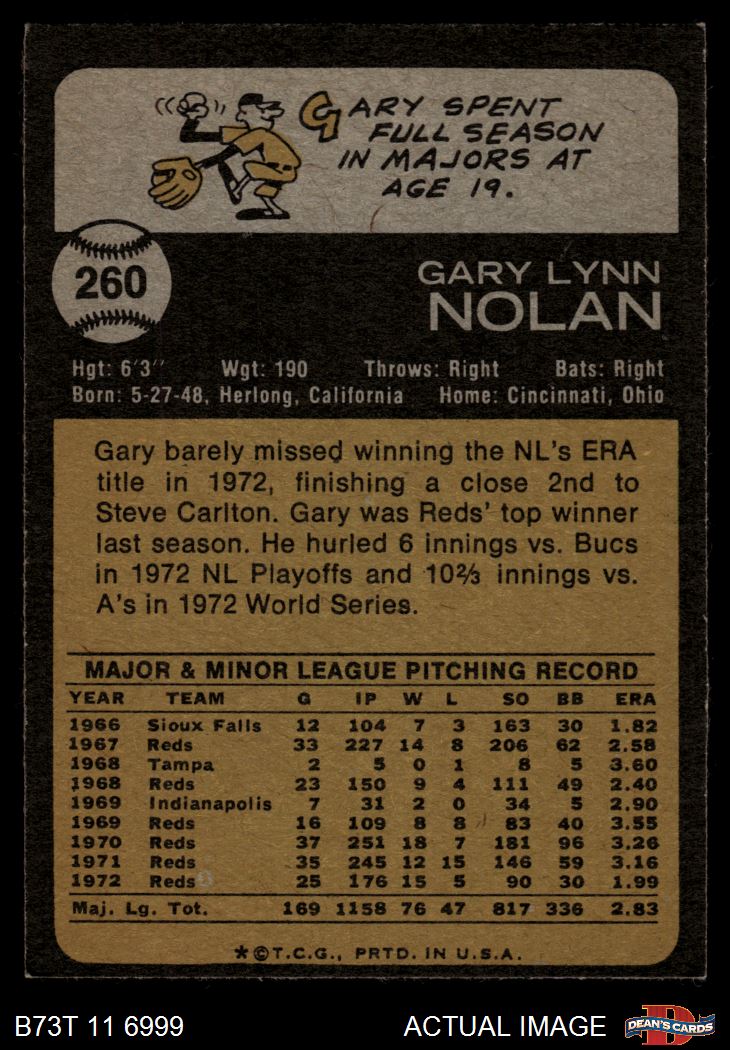 GARY SPENT
FULL SEASON
IN MAJORS AT
AGE 19.
260
GARY LYNN
NOLAN
Hgt: 6'3'' Wgt: 190 Throws: Right Bats: Right
Born: 5-27-48, Herlong, California Home: Cincinnati, Ohio
Gary barely missed winning the NL's ERA
title in 1972, finishing a close 2nd to
Steve Carlton. Gary was Reds' top winner
last season. He hurled 6 innings vs. Bucs
in 1972 NL Playoffs and 10⅔ innings vs.
A's in 1972 World Series.
MAJOR & MINOR LEAGUE PITCHING RECORD
YEAR TEAM G IP W L SO BB ERA
1966 Sioux Falls 12 104 7 3 163 30 1.82
1967 Reds 33 227 14 8 206 62 2.58
1968 Tampa 2 5 0 1 8 5 3.60
1968 Reds 23 150 9 4 111 49 2.40
1969 Indianapolis 7 31 2 0 34 5 2.90
1969 Reds 16 109 8 8 83 40 3.55
1970 Reds 37 251 18 7 181 96 3.26
1971 Reds 35 245 12 15 146 59 3.16
1972 Reds 25 176 15 5 90 30 1.99
Maj. Lg. Tot. 169 1158 76 47 817 336 2.83
*©T.C.G., PRTD. IN U.S.A.
B73T 11 6999 ACTUAL IMAGE D DEAN'S CARDS